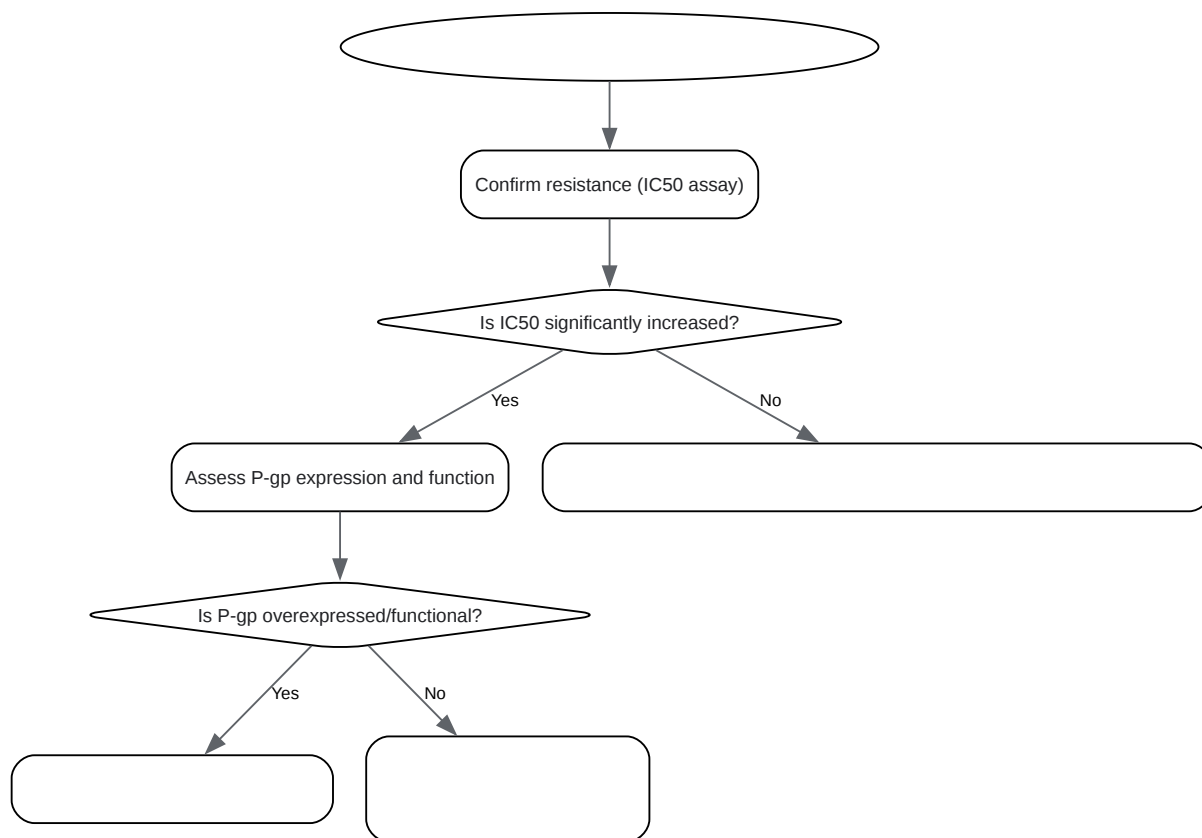 Confirm resistance (IC50 assay)
Is IC50 significantly increased?
Yes
No
Assess P-gp expression and function
Is P-gp overexpressed/functional?
Yes
No